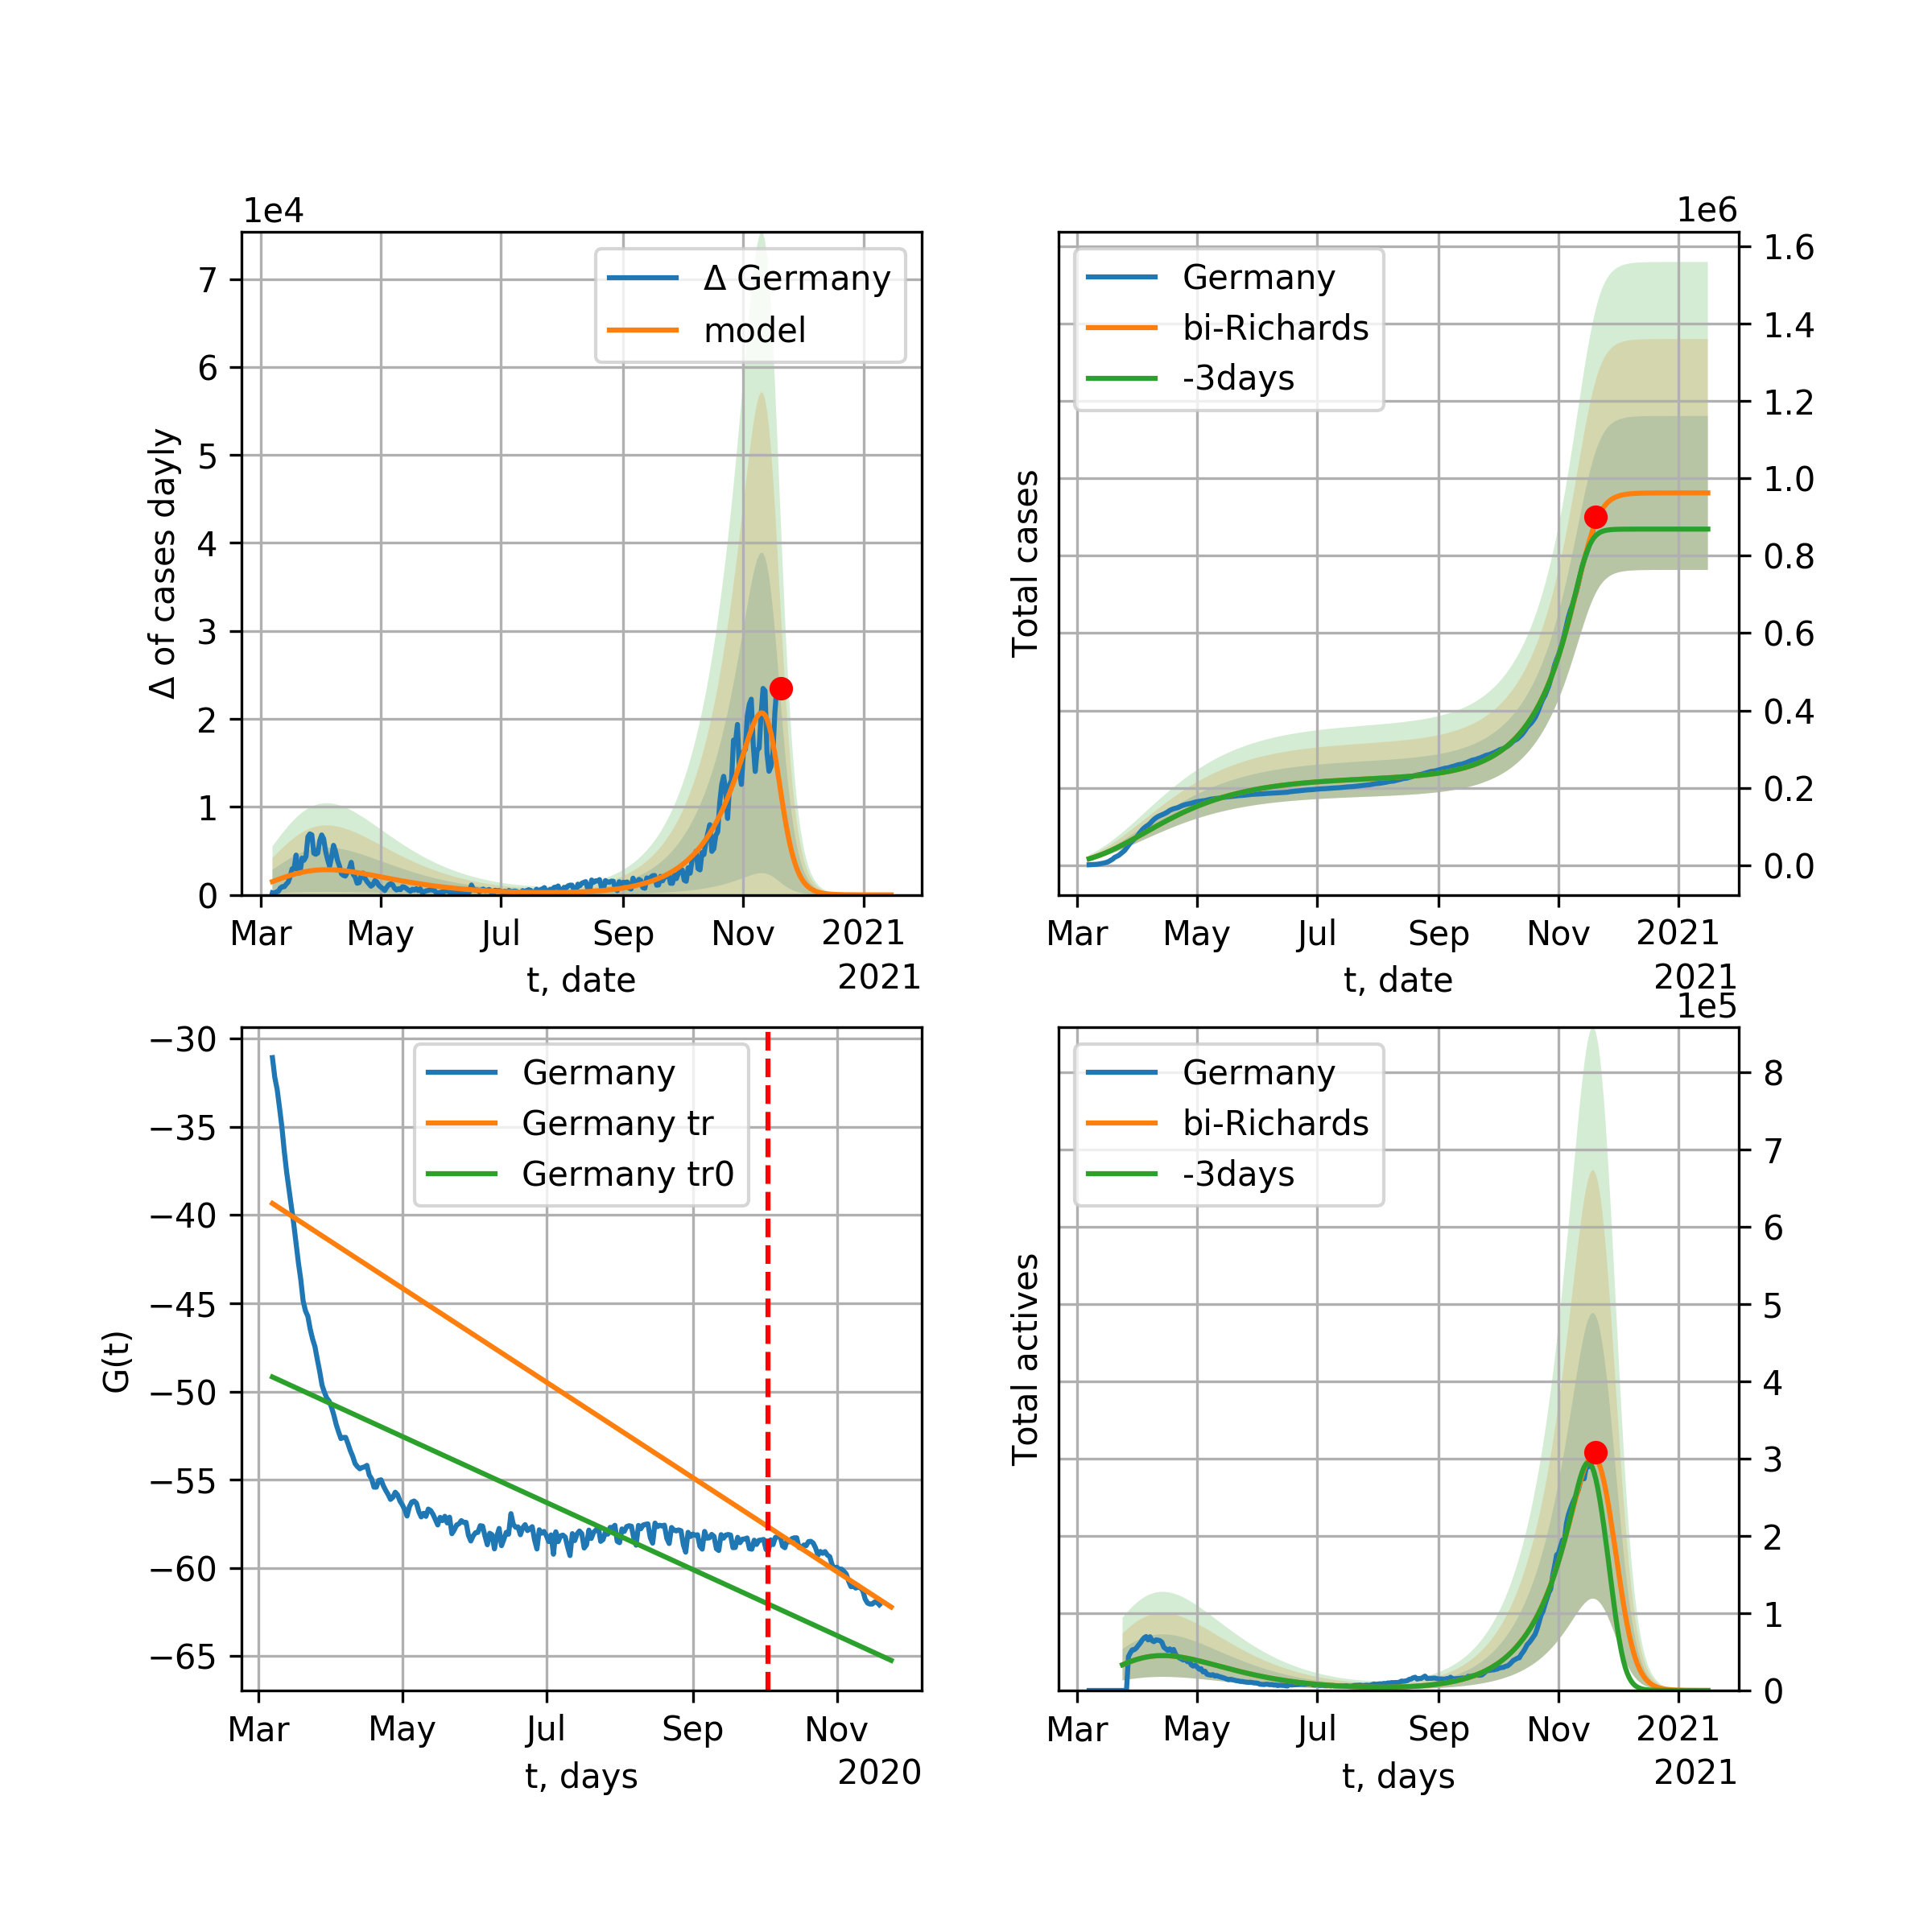 1e4
Δ of cases dayly
7
6
5
4
3
2
1
0
Δ Germany
model
Mar May Jul Sep Nov 2021
t, date
2021
1e6
Total cases
Germany
bi-Richards
-3days
1.6
1.4
1.2
1.0
0.8
0.6
0.4
0.2
0.0
Mar May Jul Sep Nov 2021
t, date
2021
G(t)
−30
−35
−40
−45
−50
−55
−60
−65
Germany
Germany tr
Germany tr0
Mar May Jul Sep Nov
t, days
2020
1e5
Total actives
Germany
bi-Richards
-3days
8
7
6
5
4
3
2
1
0
Mar May Jul Sep Nov 2021
t, days
2021